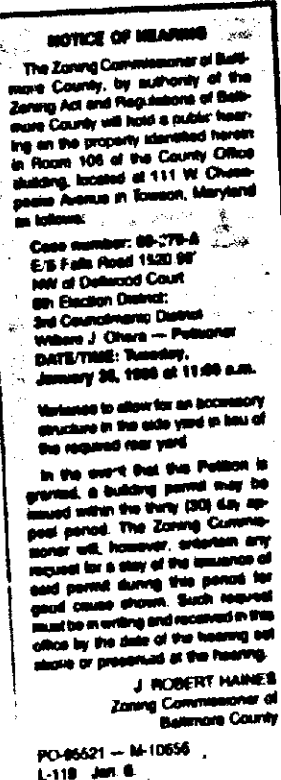 NOTICE OF HEARING
The Zoning Commissioner of Balti-
more County, by authority of the
Zoning Act and Regulations of Balti-
more County will hold a public hear-
ing on the property identified herein
in Room 106 of the County Office
Building, located at 111 W. Chesa-
peake Avenue in Towson, Maryland
as follows:
Case number:
E/S Falls Road 1520.90'
NW of Dellwood Court
8th Election District;
3rd Councilmanic District
J. Ohara — Petitioner
DATE/TIME: Tuesday,
January at 11:00 a.m.
Variance to allow for an accessory
structure in the side yard in lieu of
the required rear yard
In the event that this Petition is
granted, a building permit may be
issued within the thirty (30) day ap-
peal period. The Zoning Commis-
sioner will, however, entertain any
request for a stay of the issuance of
said permit during this period for
good cause shown. Such request
must be in writing and received in this
office by the date of the hearing set
above or presented at the hearing.
J. ROBERT HAINES
Zoning Commissioner of
Baltimore County
M-10656
L-119 Jan. 6.